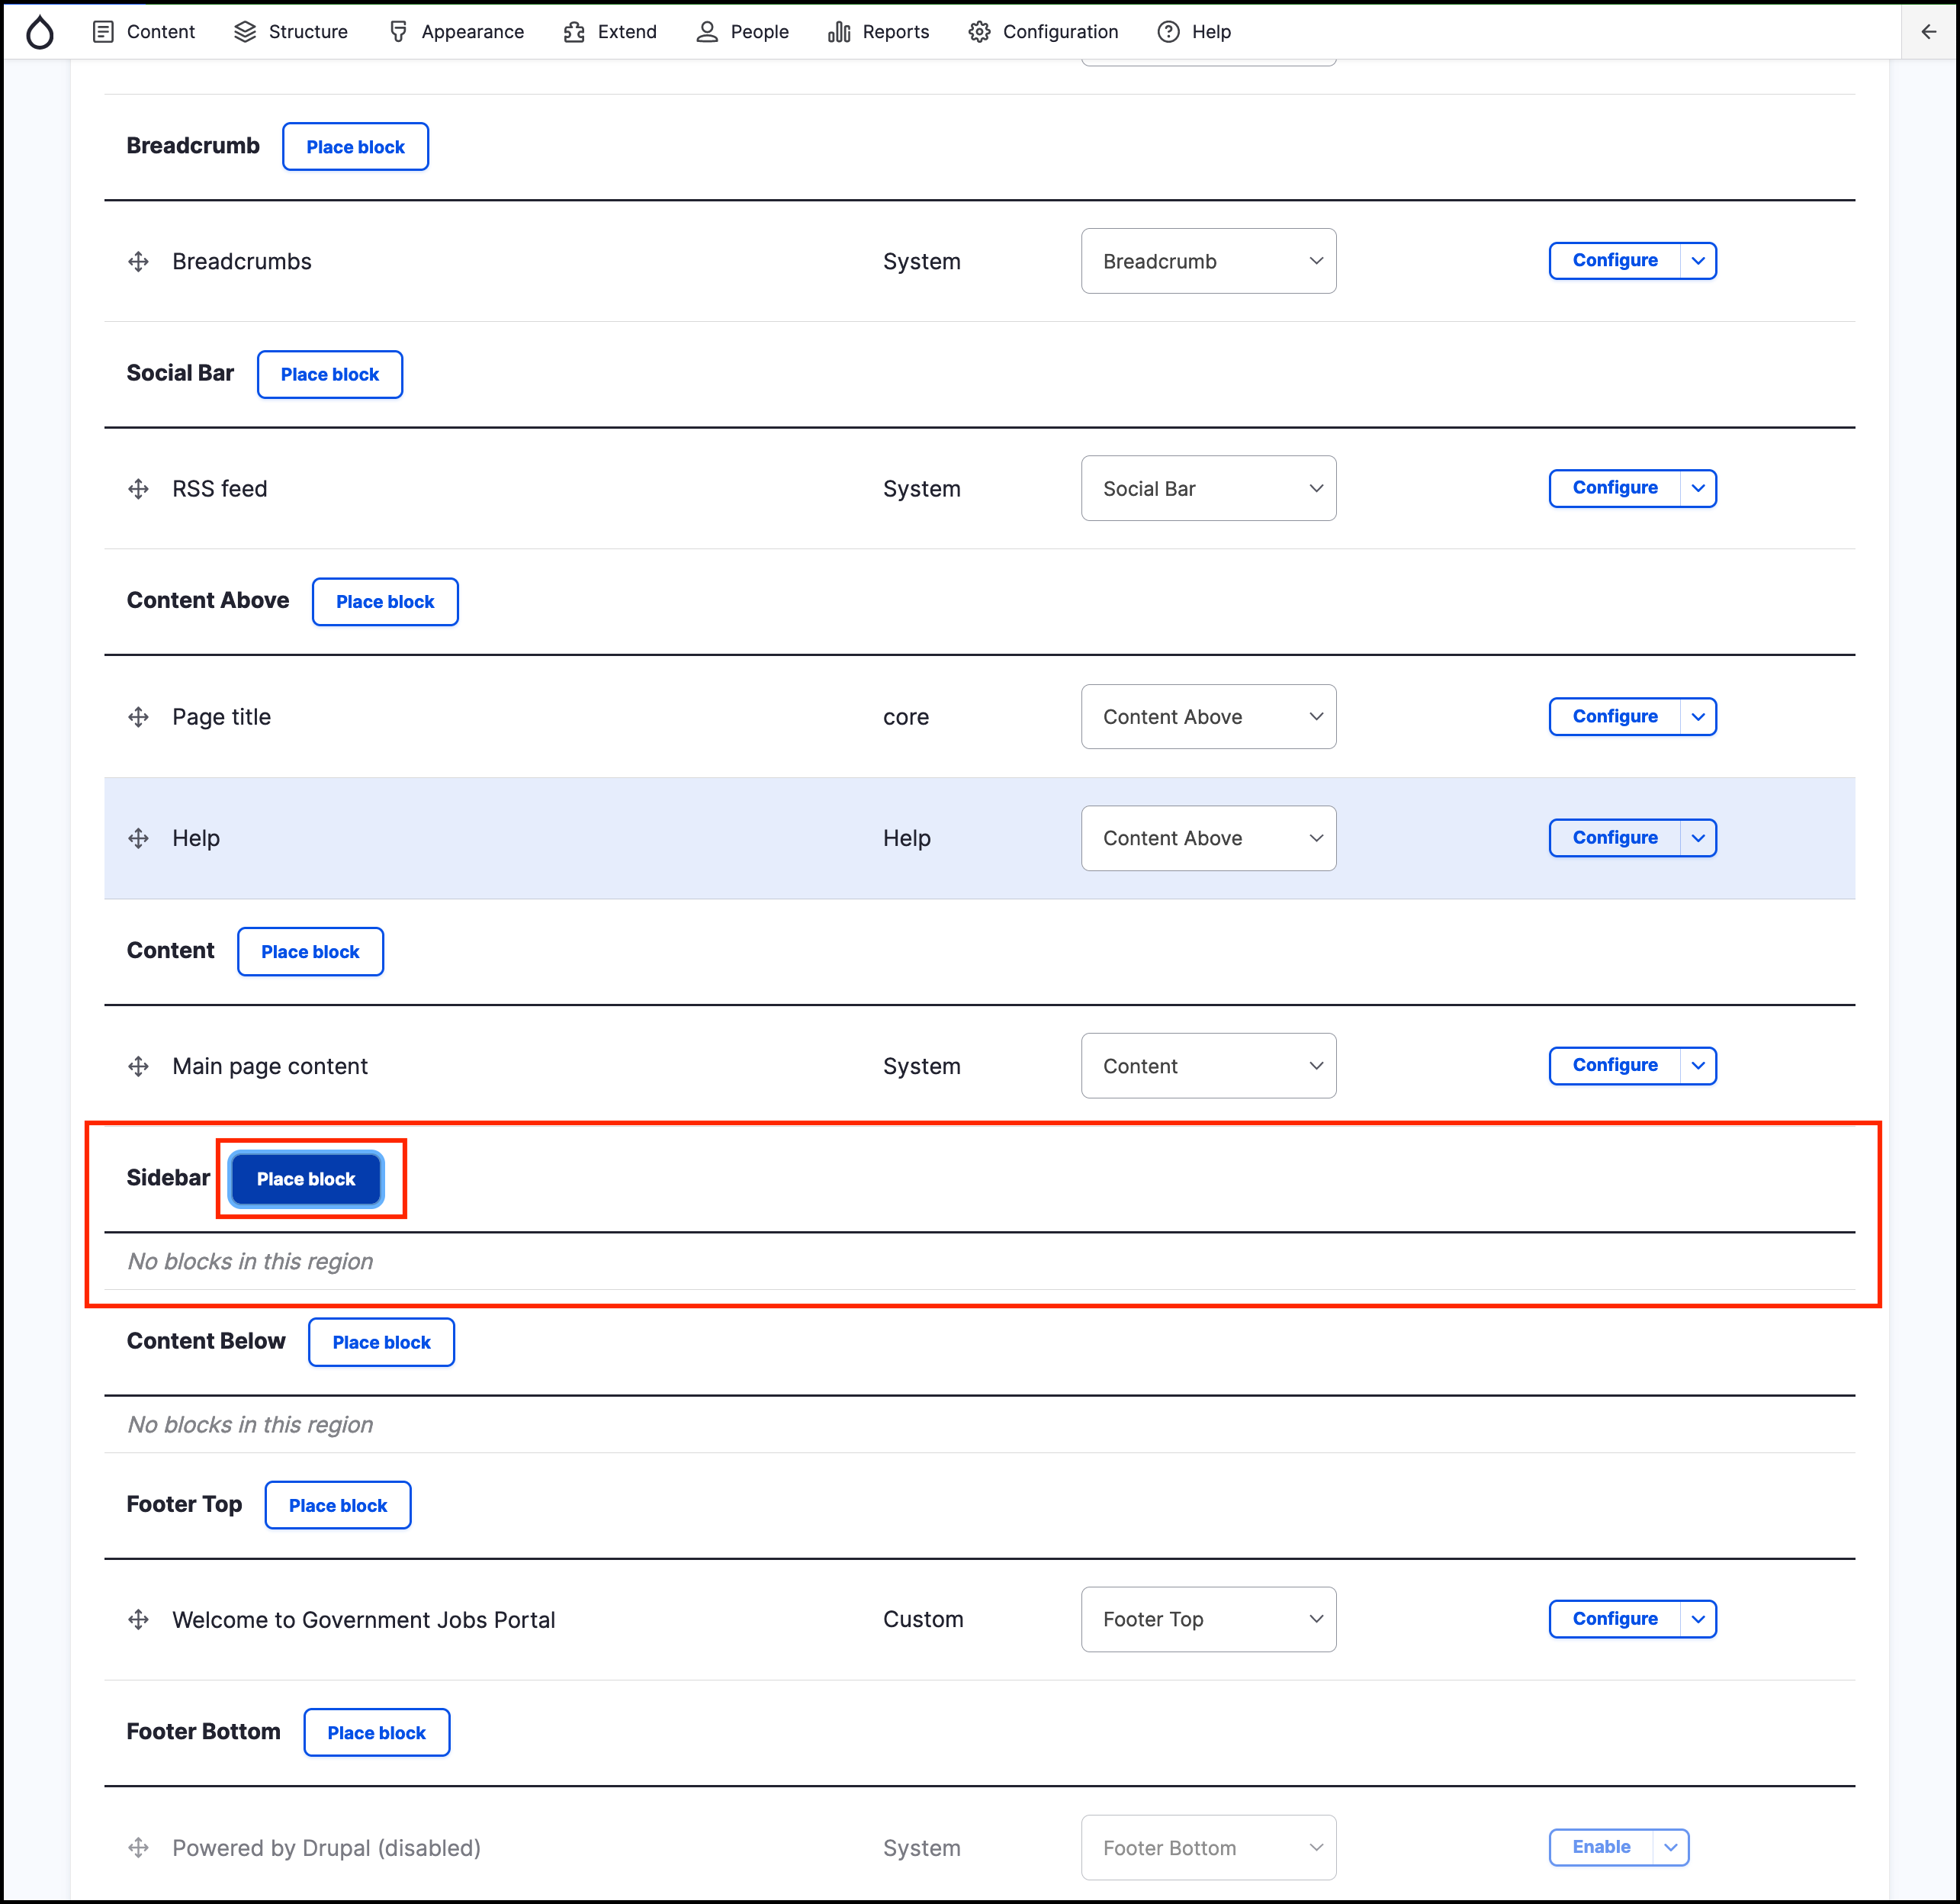 Content Structure Appearance Extend People Reports Configuration Help
Breadcrumb Place block
Breadcrumbs System Breadcrumb Configure
Social Bar Place block
RSS feed System Social Bar Configure
Content Above Place block
Page title core Content Above Configure
Help Help Content Above Configure
Content Place block
Main page content System Content Configure
Sidebar Place block
No blocks in this region
Content Below Place block
No blocks in this region
Footer Top Place block
Welcome to Government Jobs Portal Custom Footer Top Configure
Footer Bottom Place block
Powered by Drupal (disabled) System Footer Bottom Enable